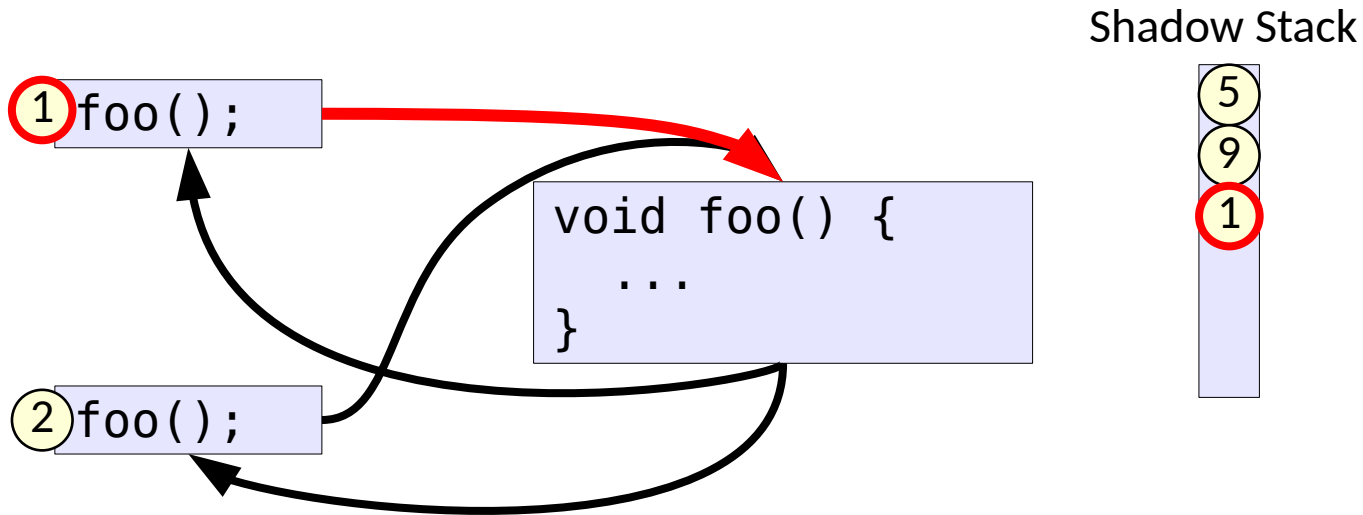 Shadow Stack
1 foo();
5
9
1
void foo() {
...
}
2 foo();